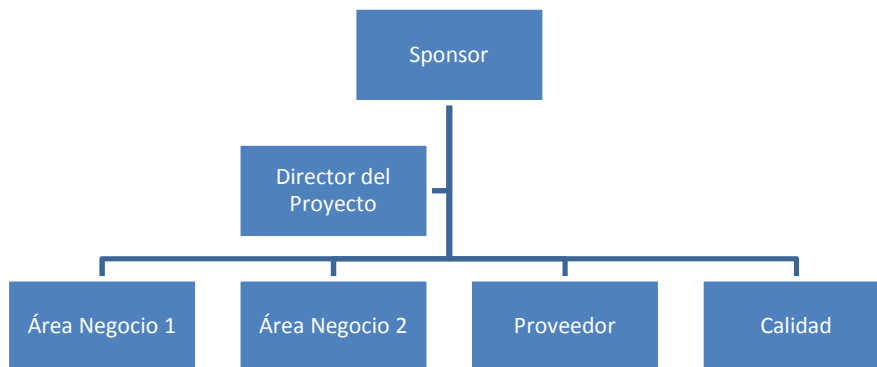 Sponsor
Director del
Proyecto
Área Negocio 1
Área Negocio 2
Proveedor
Calidad